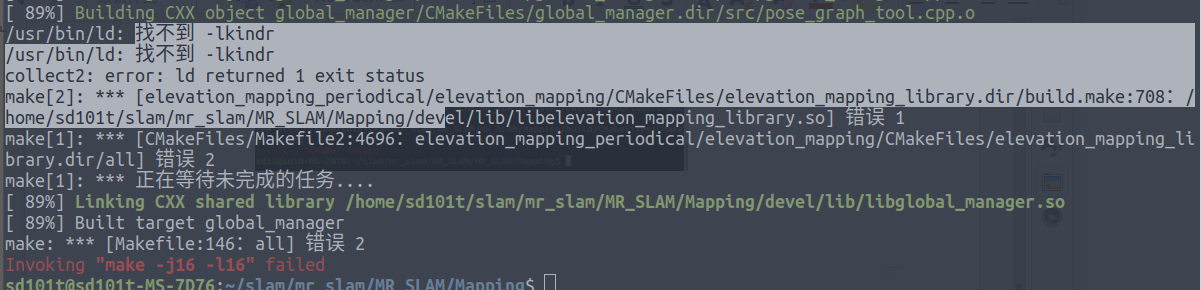 [ 89%] Building CXX object global_manager/CMakeFiles/global_manager.dir/src/pose_graph_tool.cpp.o
/usr/bin/ld: 找不到 -lkindr
/usr/bin/ld: 找不到 -lkindr
collect2: error: ld returned 1 exit status
make[2]: *** [elevation_mapping_periodical/elevation_mapping/CMakeFiles/elevation_mapping_library.dir/build.make:708：/
home/sd101t/slam/mr_slam/MR_SLAM/Mapping/devel/lib/libelevation_mapping_library.so] 错误 1
make[1]: *** [CMakeFiles/Makefile2:4696：elevation_mapping_periodical/elevation_mapping/CMakeFiles/elevation_mapping_li
brary.dir/all] 错误 2
make[1]: *** 正在等待未完成的任务....
[ 89%] Linking CXX shared library /home/sd101t/slam/mr_slam/MR_SLAM/Mapping/devel/lib/libglobal_manager.so
[ 89%] Built target global_manager
make: *** [Makefile:146：all] 错误 2
Invoking "make -j16 -l16" failed
sd101t@sd101t-MS-7D76:~/slam/mr_slam/MR_SLAM/Mapping$